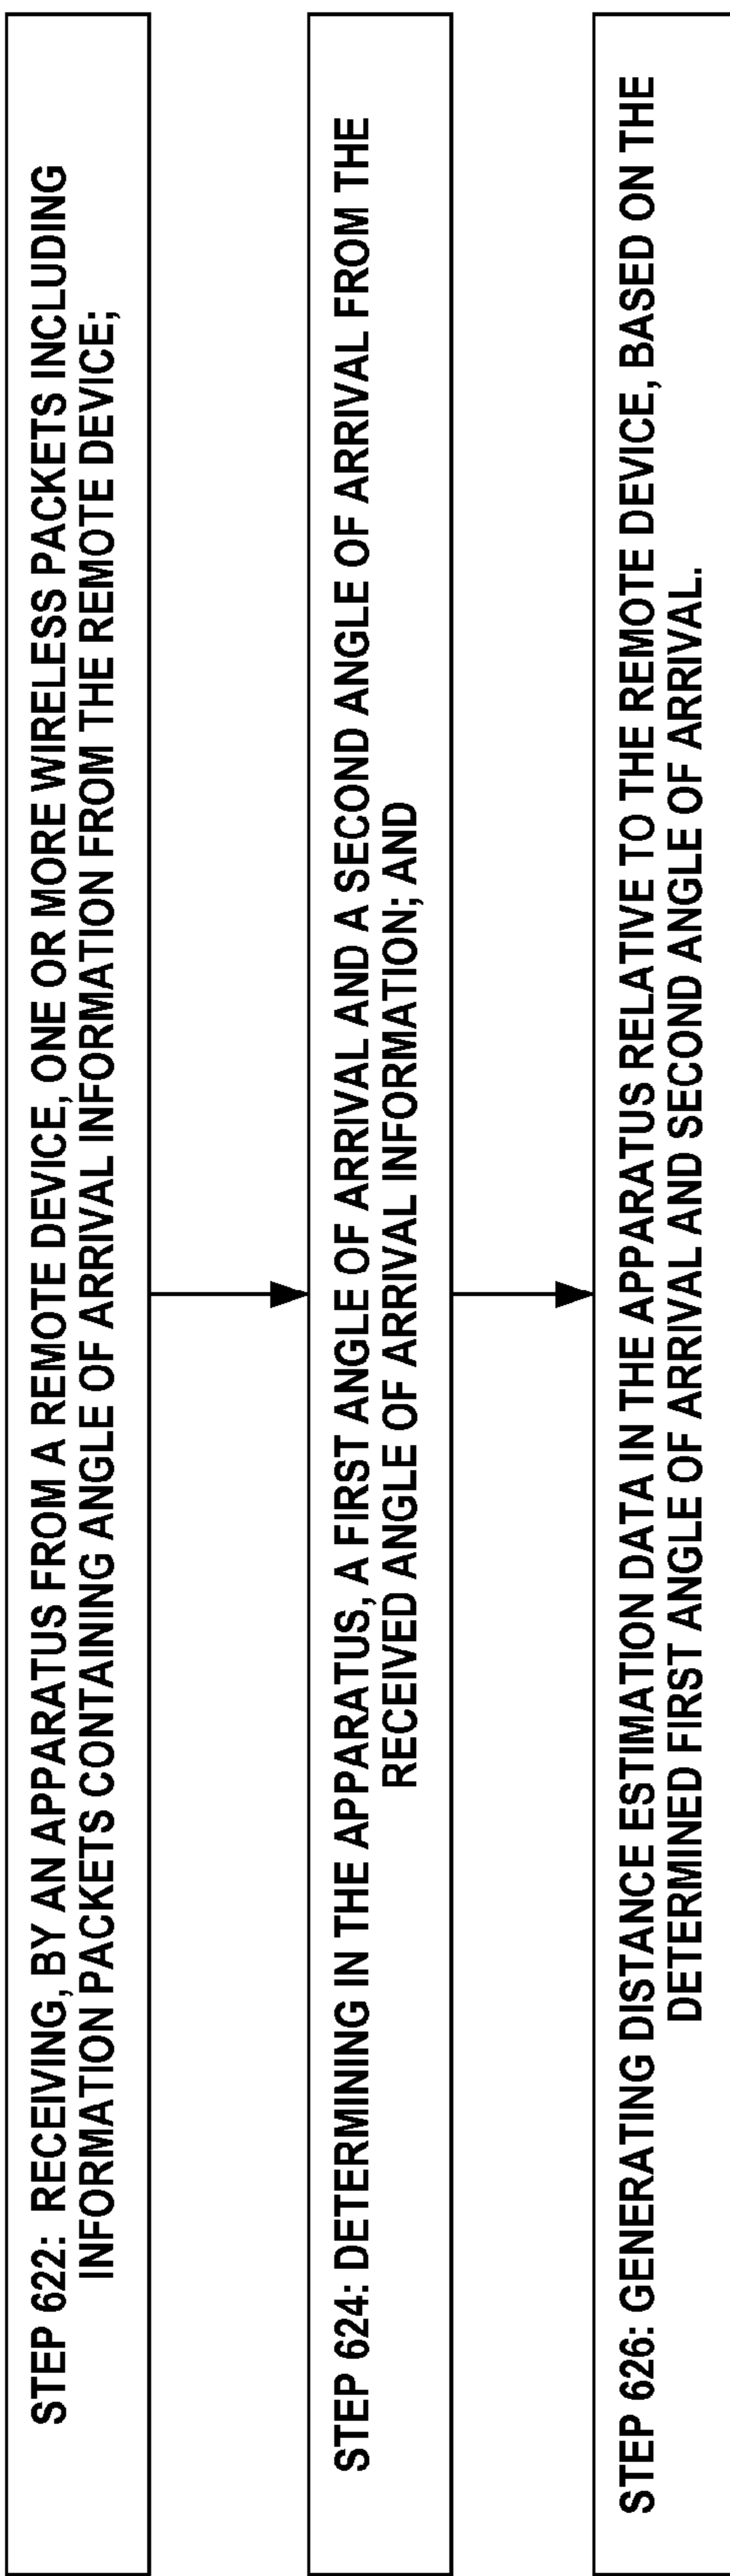 STEP 622: RECEIVING, BY AN APPARATUS FROM A REMOTE DEVICE, ONE OR MORE WIRELESS PACKETS INCLUDING
INFORMATION PACKETS CONTAINING ANGLE OF ARRIVAL INFORMATION FROM THE REMOTE DEVICE;
STEP 624: DETERMINING IN THE APPARATUS, A FIRST ANGLE OF ARRIVAL AND A SECOND ANGLE OF ARRIVAL FROM THE
RECEIVED ANGLE OF ARRIVAL INFORMATION; AND
STEP 626: GENERATING DISTANCE ESTIMATION DATA IN THE APPARATUS RELATIVE TO THE REMOTE DEVICE, BASED ON THE
DETERMINED FIRST ANGLE OF ARRIVAL AND SECOND ANGLE OF ARRIVAL.